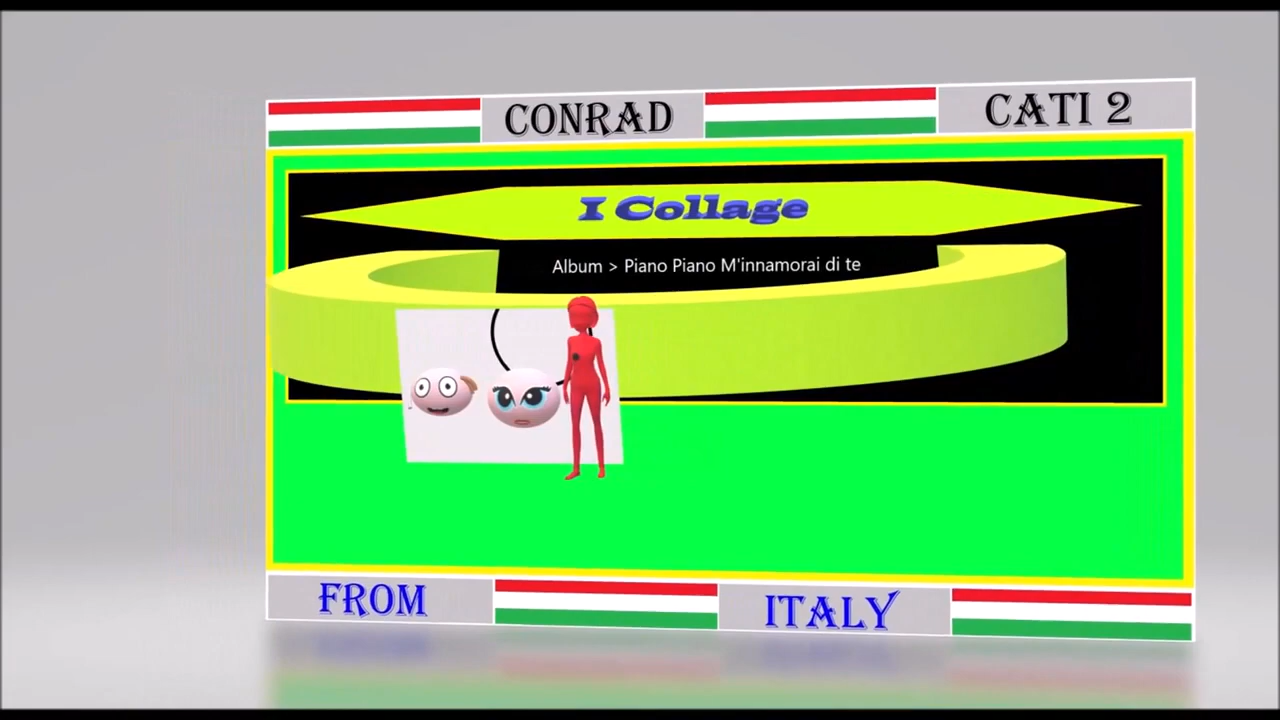 CONRAD
CATI 2
I Collage
Album > Piano Piano M'innamorai di te
FROM
ITALY